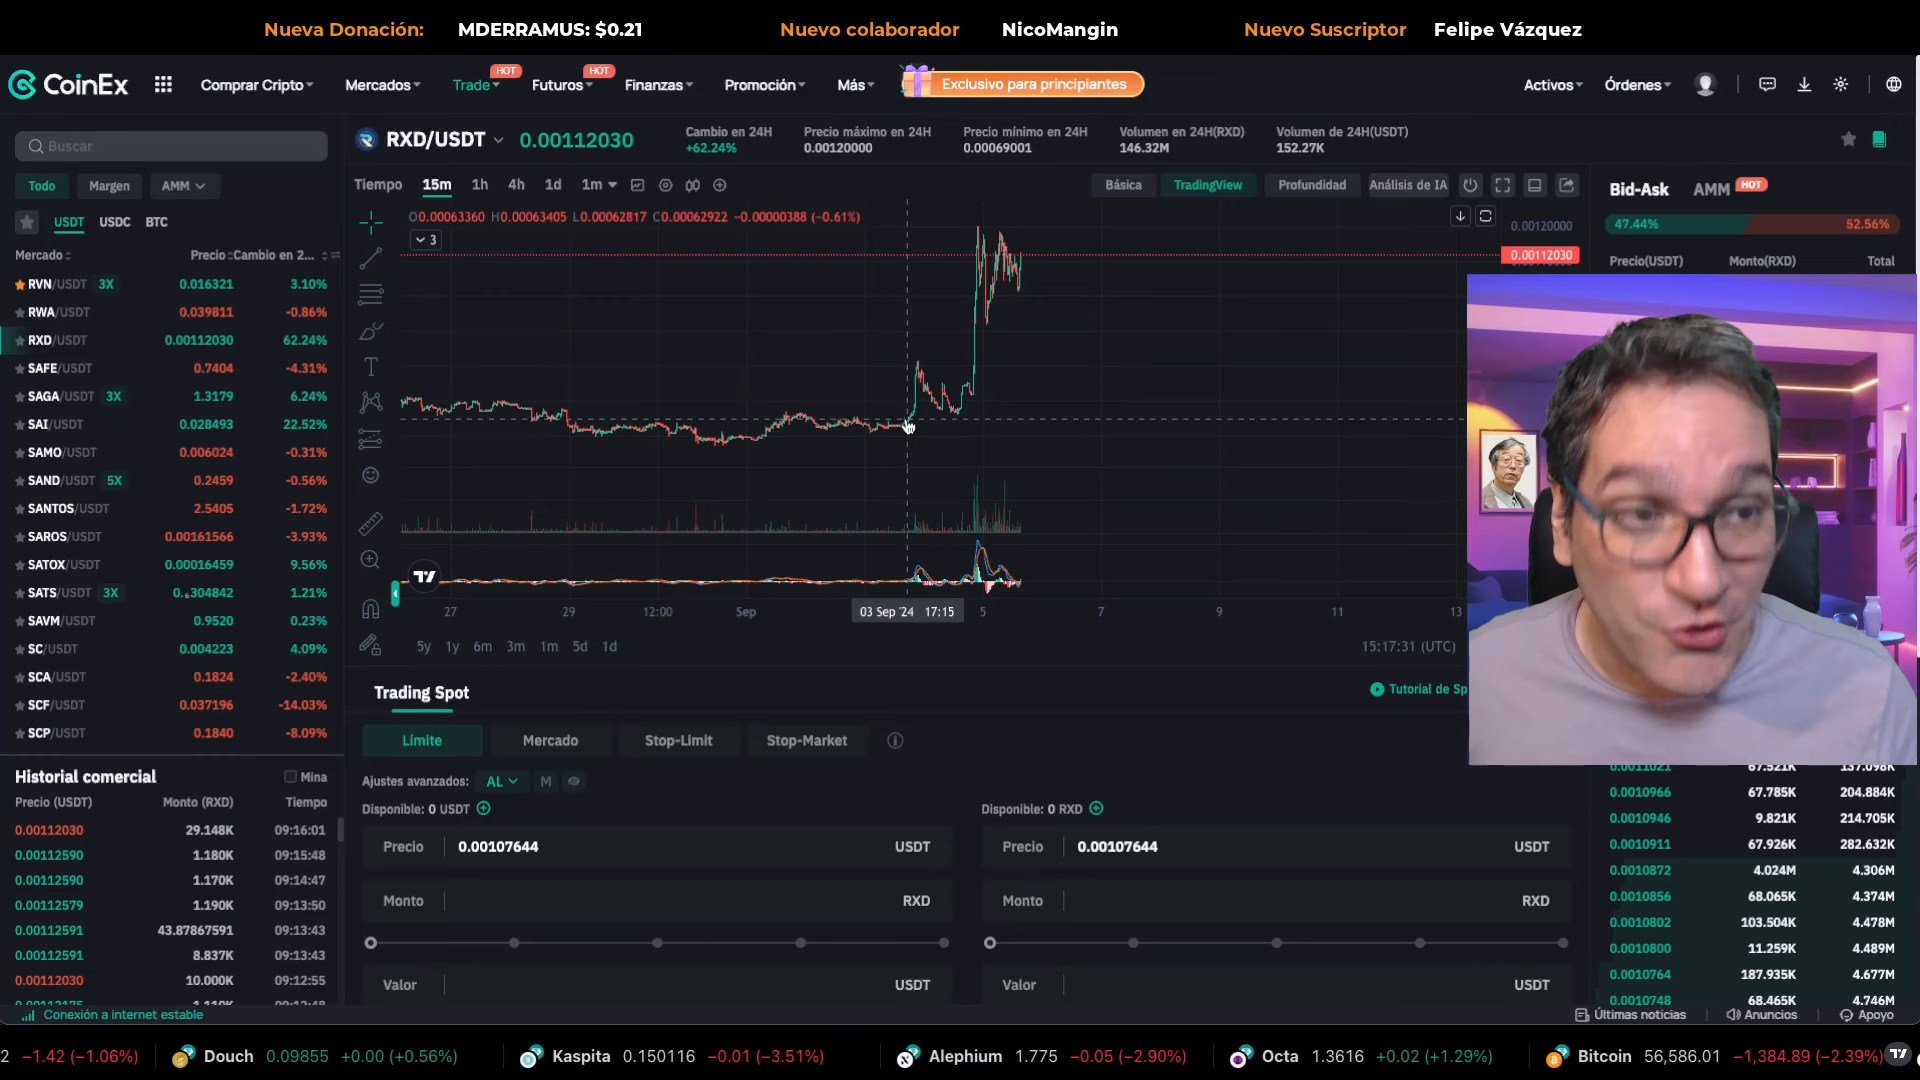 Nueva Donación: MDERRAMUS: $0.21 Nuevo colaborador NicoMangin Nuevo Suscriptor Felipe Vázquez
CoinEx Comprar Cripto Mercados Trade HOT Futuros HOT Finanzas Promoción Más Exclusivo para principiantes Activos Órdenes
Buscar
Todo Margen AMM
USDT USDC BTC
Mercado Precio Cambio en 2...
RVN/USDT 3X 0.016321 3.10%
RWA/USDT 0.039811 -0.86%
RXD/USDT 0.00112030 62.24%
SAFE/USDT 0.7404 -4.31%
SAGA/USDT 3X 1.3179 6.24%
SAI/USDT 0.028493 22.52%
SAMO/USDT 0.006024 -0.31%
SAND/USDT 5X 0.2459 -0.56%
SANTOS/USDT 2.5405 -1.72%
SAROS/USDT 0.00161566 -3.93%
SATOX/USDT 0.00016459 9.56%
SATS/USDT 3X 0.₆304842 1.21%
SAVM/USDT 0.9520 0.23%
SC/USDT 0.004223 4.09%
SCA/USDT 0.1824 -2.40%
SCF/USDT 0.037196 -14.03%
SCP/USDT 0.1840 -8.09%
Historial comercial Mina
Precio (USDT) Monto (RXD) Tiempo
0.00112030 29.148K 09:16:01
0.00112590 1.180K 09:15:48
0.00112590 1.170K 09:14:47
0.00112579 1.190K 09:13:50
0.00112591 43.87867591 09:13:43
0.00112591 8.837K 09:13:43
0.00112030 10.000K 09:12:55
Conexión a internet estable
RXD/USDT 0.00112030
Cambio en 24H Precio máximo en 24H Precio mínimo en 24H Volumen en 24H(RXD) Volumen de 24H(USDT)
+62.24% 0.00120000 0.00069001 146.32M 152.27K
Tiempo 15m 1h 4h 1d 1m
Básica TradingView Profundidad Análisis de IA
O0.00063360 H0.00063405 L0.00062817 C0.00062922 −0.00000388 (−0.61%)
3
0.00120000
0.00112030
27 29 12:00 Sep 03 Sep '24 17:15 5 7 9 11 13
5y 1y 6m 3m 1m 5d 1d 15:17:31 (UTC)
Trading Spot
Tutorial de Sp
Límite Mercado Stop-Limit Stop-Market
Ajustes avanzados: AL M
Disponible: 0 USDT Disponible: 0 RXD
Precio 0.00107644 USDT Precio 0.00107644 USDT
Monto RXD Monto RXD
Valor USDT Valor USDT
Bid-Ask AMM HOT
47.44% 52.56%
Precio(USDT) Monto(RXD) Total
0.0011021 67.521K 137.098K
0.0010966 67.785K 204.884K
0.0010946 9.821K 214.705K
0.0010911 67.926K 282.632K
0.0010872 4.024M 4.306M
0.0010856 68.065K 4.374M
0.0010802 103.504K 4.478M
0.0010800 11.259K 4.489M
0.0010764 187.935K 4.677M
0.0010748 68.465K 4.746M
Últimas noticias Anuncios Apoyo
2 −1.42 (−1.06%) Douch 0.09855 +0.00 (+0.56%) Kaspita 0.150116 −0.01 (−3.51%) Alephium 1.775 −0.05 (−2.90%) Octa 1.3616 +0.02 (+1.29%) Bitcoin 56,586.01 −1,384.89 (−2.39%)